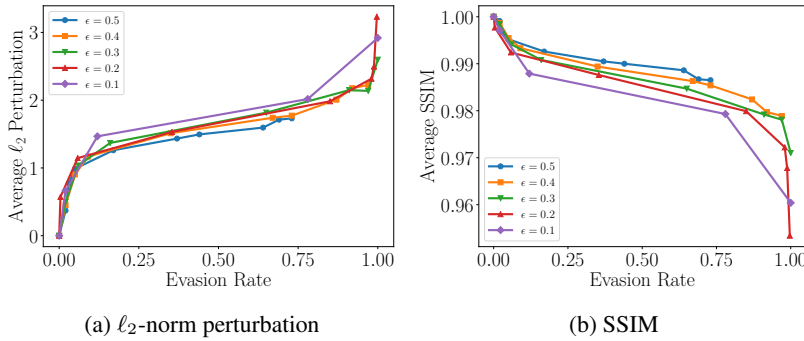 ϵ = 0.5
ϵ = 0.4
ϵ = 0.3
ϵ = 0.2
ϵ = 0.1
3
2
1
0
Average ℓ₂ Perturbation
0.00 0.25 0.50 0.75 1.00
Evasion Rate
(a) ℓ₂-norm perturbation
1.00
0.99
0.98
0.97
0.96
Average SSIM
ϵ = 0.5
ϵ = 0.4
ϵ = 0.3
ϵ = 0.2
ϵ = 0.1
0.00 0.25 0.50 0.75 1.00
Evasion Rate
(b) SSIM